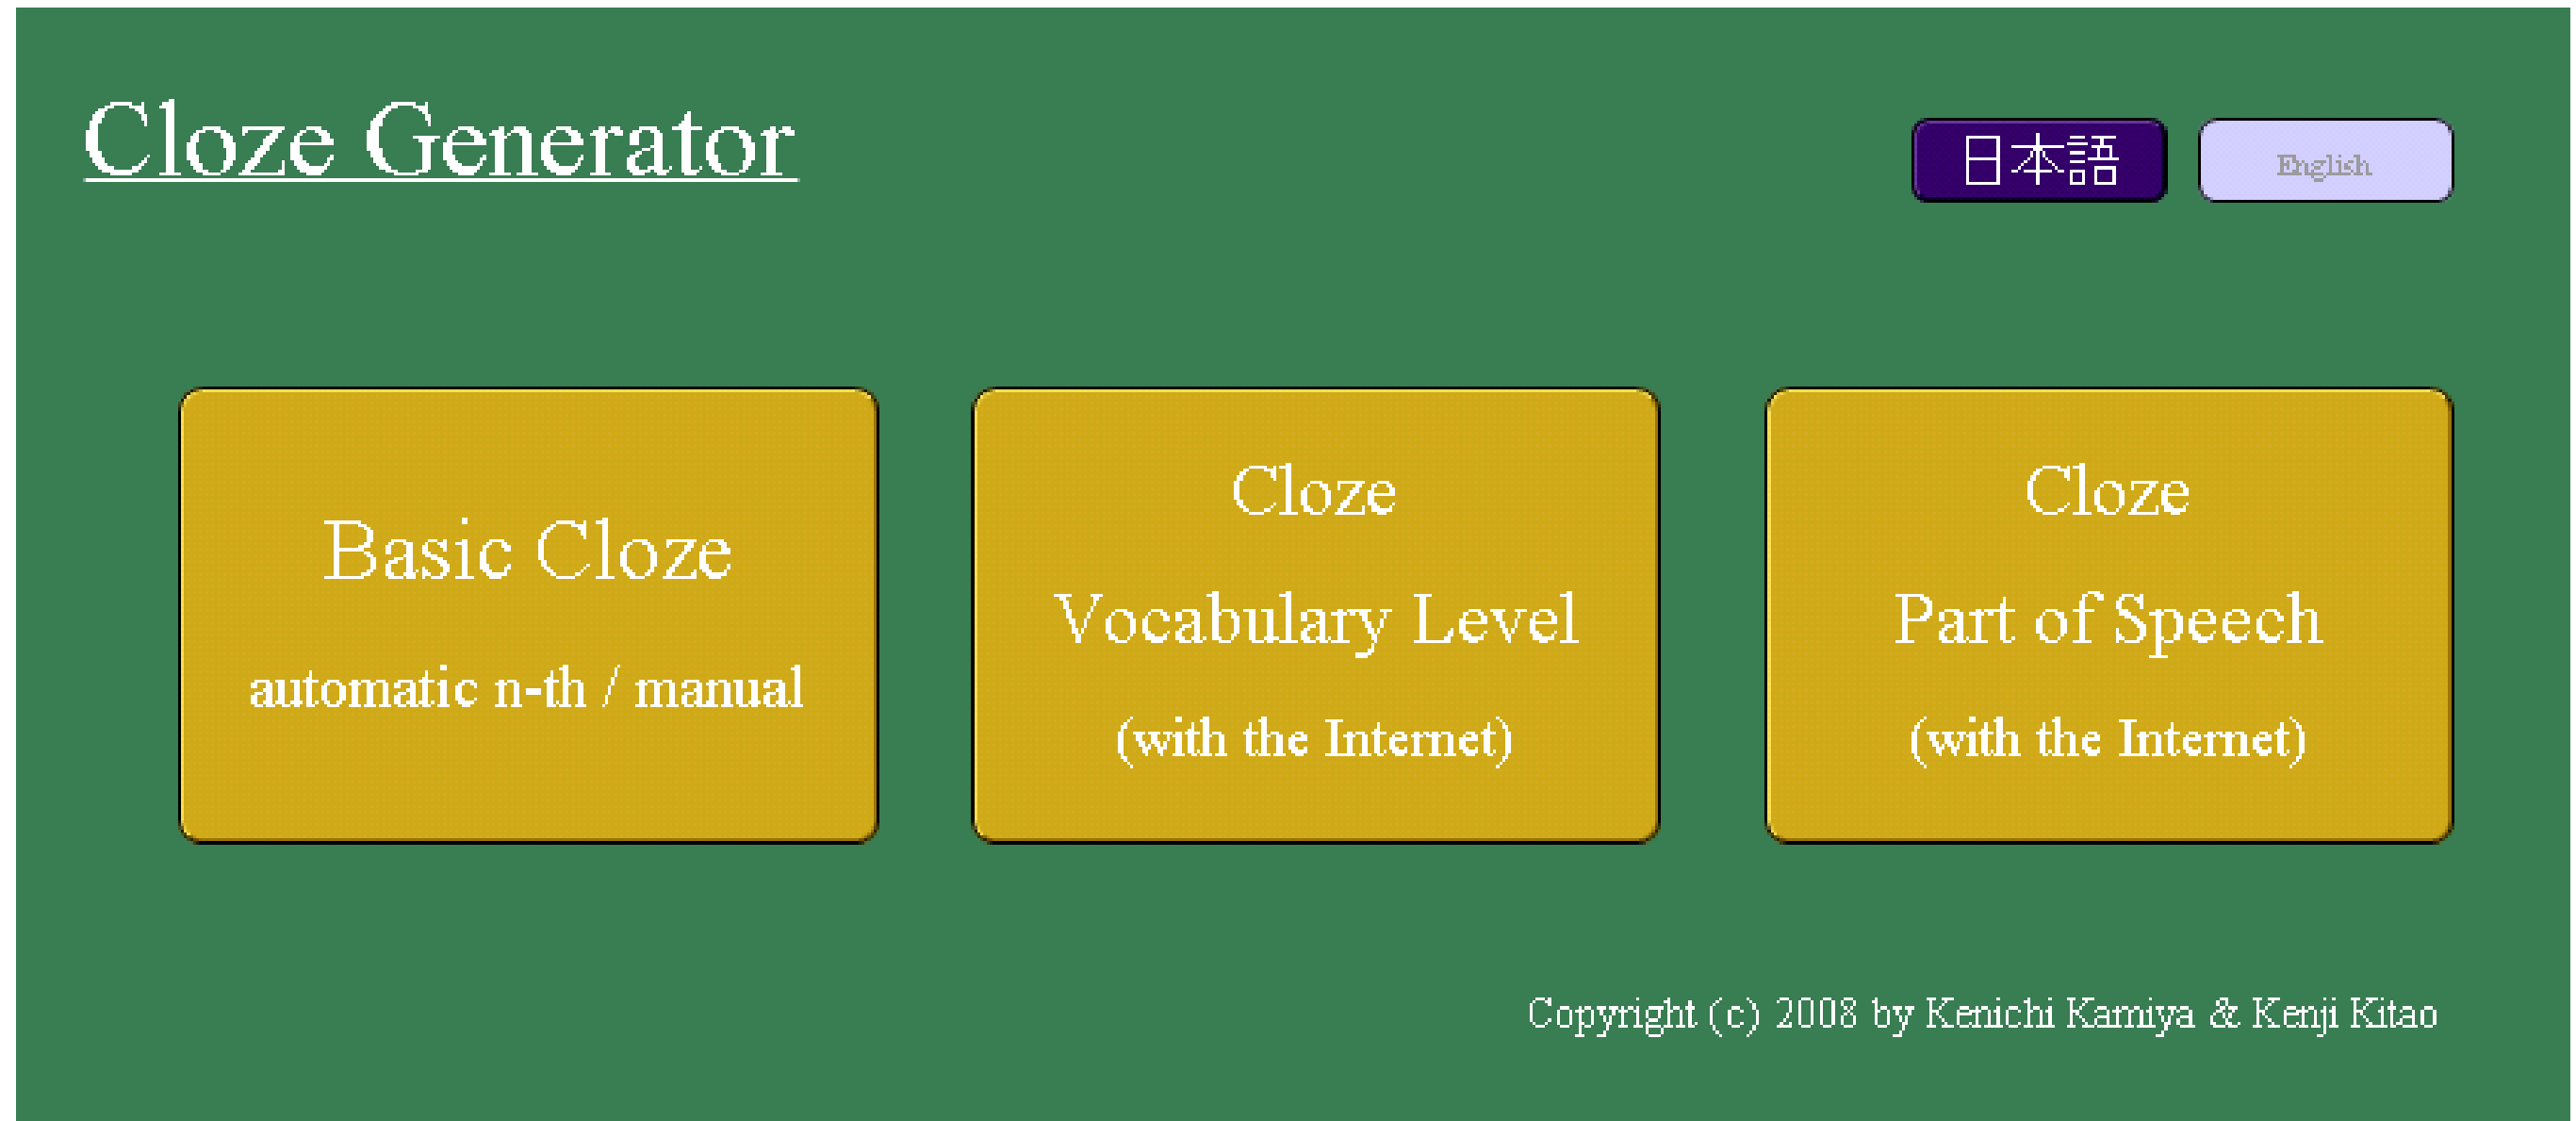 Cloze Generator
日本語
English
Basic Cloze
automatic n-th / manual
Cloze
Vocabulary Level
(with the Internet)
Cloze
Part of Speech
(with the Internet)
Copyright (c) 2008 by Kenichi Kamiya & Kenji Kitao